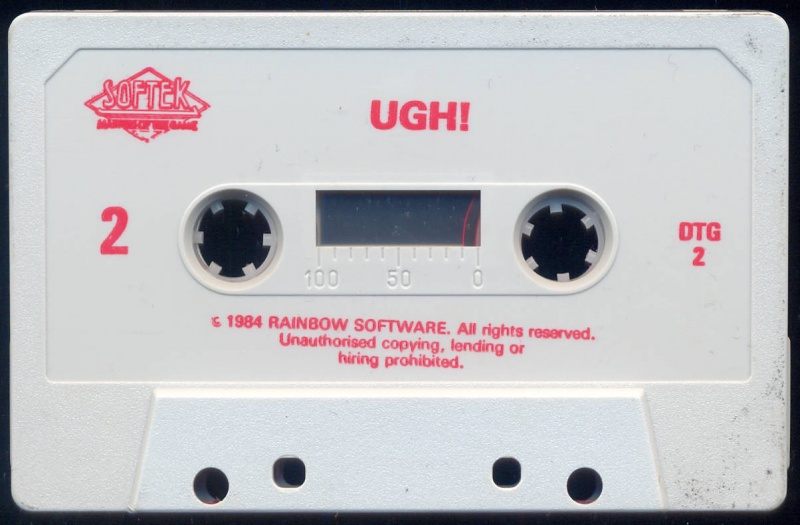 SOFTEK
UGH!
2
DTG
2
100 50 0
© 1984 RAINBOW SOFTWARE. All rights reserved.
Unauthorised copying, lending or
hiring prohibited.